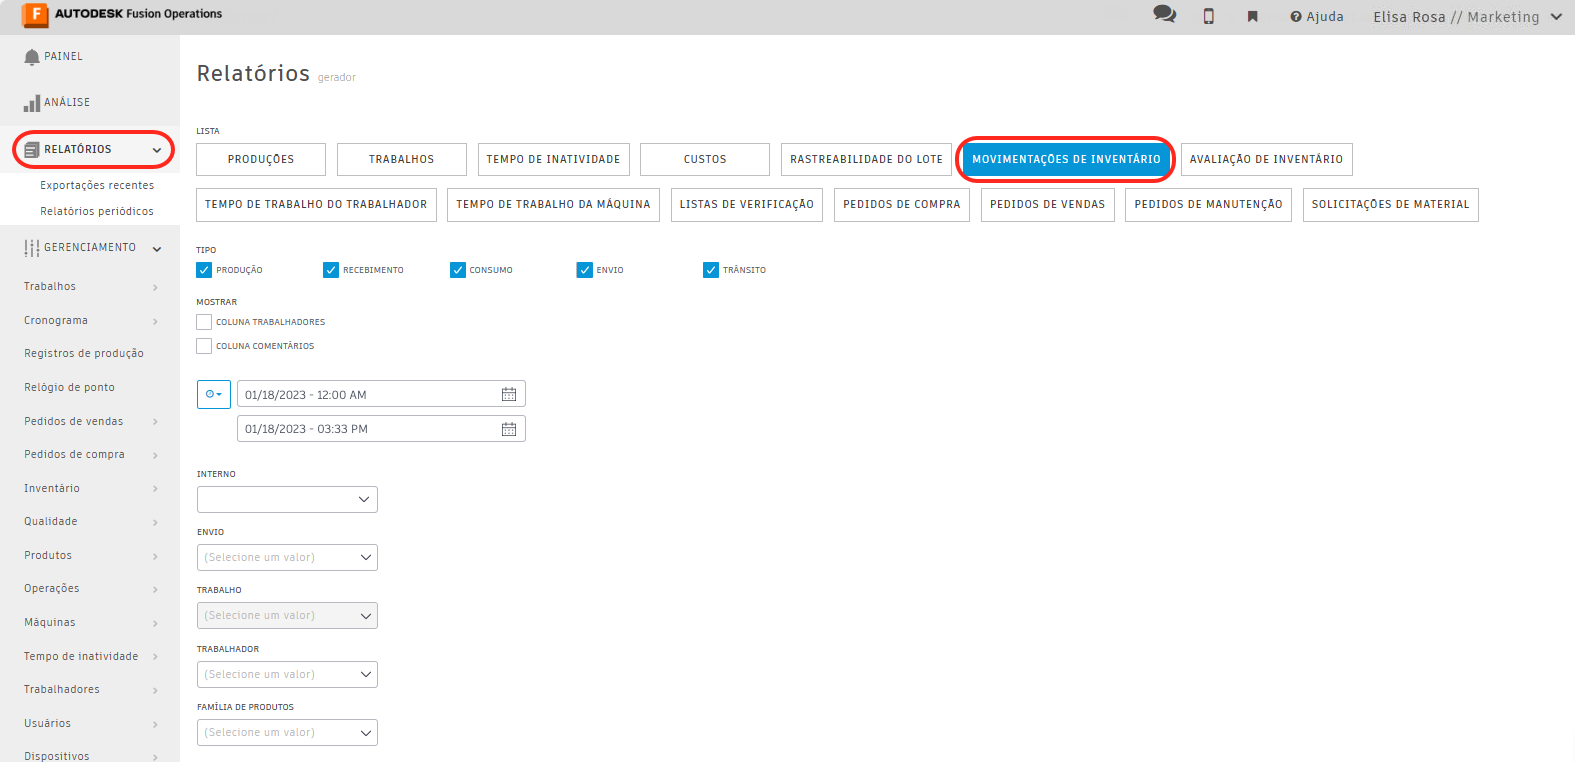 AUTODESK Fusion Operations
Ajuda
Elisa Rosa // Marketing
PAINEL
ANÁLISE
RELATÓRIOS
Exportações recentes
Relatórios periódicos
GERENCIAMENTO
Trabalhos
Cronograma
Registros de produção
Relógio de ponto
Pedidos de vendas
Pedidos de compra
Inventário
Qualidade
Produtos
Operações
Máquinas
Tempo de inatividade
Trabalhadores
Usuários
Dispositivos
Relatórios gerador
LISTA
PRODUÇÕES TRABALHOS TEMPO DE INATIVIDADE CUSTOS RASTREABILIDADE DO LOTE MOVIMENTAÇÕES DE INVENTÁRIO AVALIAÇÃO DE INVENTÁRIO
TEMPO DE TRABALHO DO TRABALHADOR TEMPO DE TRABALHO DA MÁQUINA LISTAS DE VERIFICAÇÃO PEDIDOS DE COMPRA PEDIDOS DE VENDAS PEDIDOS DE MANUTENÇÃO SOLICITAÇÕES DE MATERIAL
TIPO
PRODUÇÃO RECEBIMENTO CONSUMO ENVIO TRÂNSITO
MOSTRAR
COLUNA TRABALHADORES
COLUNA COMENTÁRIOS
01/18/2023 - 12:00 AM
01/18/2023 - 03:33 PM
INTERNO
ENVIO
(Selecione um valor)
TRABALHO
(Selecione um valor)
TRABALHADOR
(Selecione um valor)
FAMÍLIA DE PRODUTOS
(Selecione um valor)